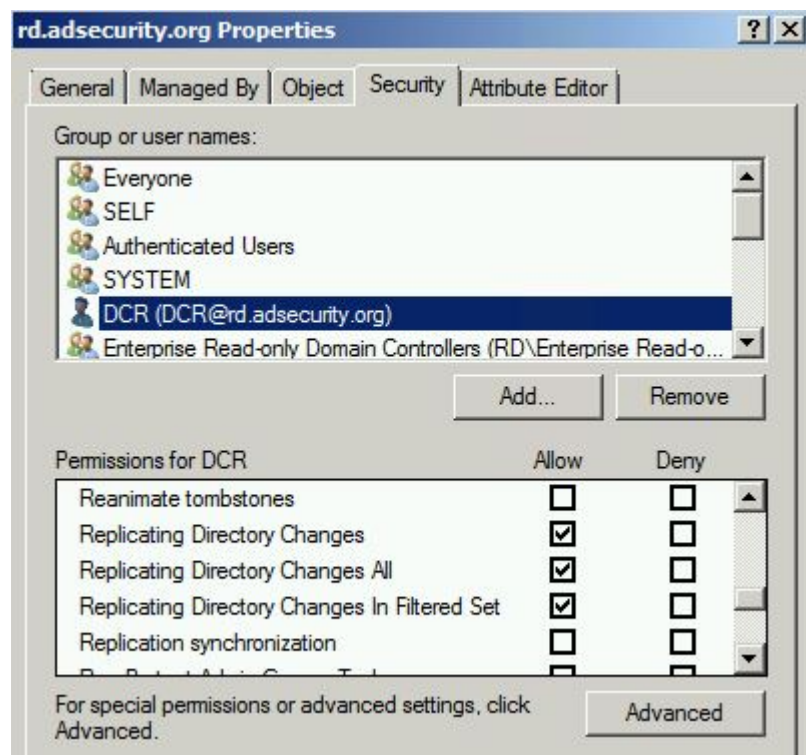 rd.adsecurity.org Properties
General Managed By Object Security Attribute Editor
Group or user names:
Everyone
SELF
Authenticated Users
SYSTEM
DCR (DCR@rd.adsecurity.org)
Enterprise Read-only Domain Controllers (RD\Enterprise Read-o...
Add... Remove
Permissions for DCR Allow Deny
Reanimate tombstones
Replicating Directory Changes
Replicating Directory Changes All
Replicating Directory Changes In Filtered Set
Replication synchronization
For special permissions or advanced settings, click
Advanced.
Advanced